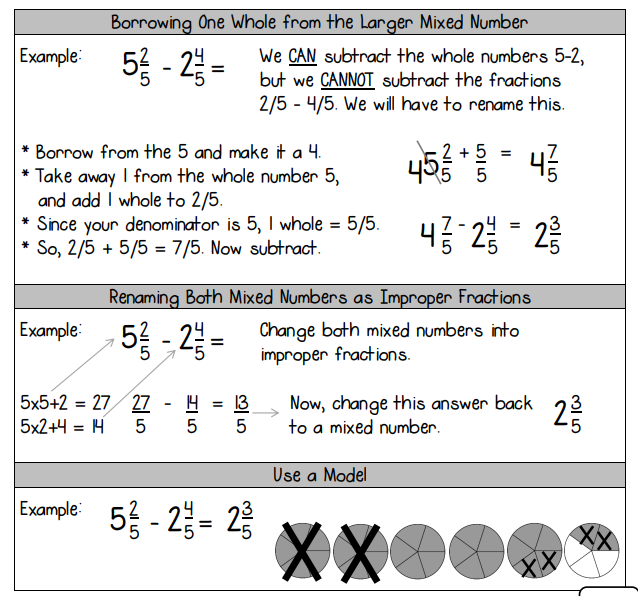 Borrowing One Whole from the Larger Mixed Number
Example: 5 2/5 - 2 4/5 =
We CAN subtract the whole numbers 5-2,
but we CANNOT subtract the fractions
2/5 - 4/5. We will have to rename this.
* Borrow from the 5 and make it a 4.
* Take away 1 from the whole number 5,
and add 1 whole to 2/5.
* Since your denominator is 5, 1 whole = 5/5.
* So, 2/5 + 5/5 = 7/5. Now subtract.
4 5 2/5 + 5/5 = 4 7/5
4 7/5 - 2 4/5 = 2 3/5
Renaming Both Mixed Numbers as Improper Fractions
Example: 5 2/5 - 2 4/5 =
Change both mixed numbers into
improper fractions.
5x5+2 = 27
5x2+4 = 14
27/5 - 14/5 = 13/5
Now, change this answer back
to a mixed number.
2 3/5
Use a Model
Example: 5 2/5 - 2 4/5 = 2 3/5
X X X X X X